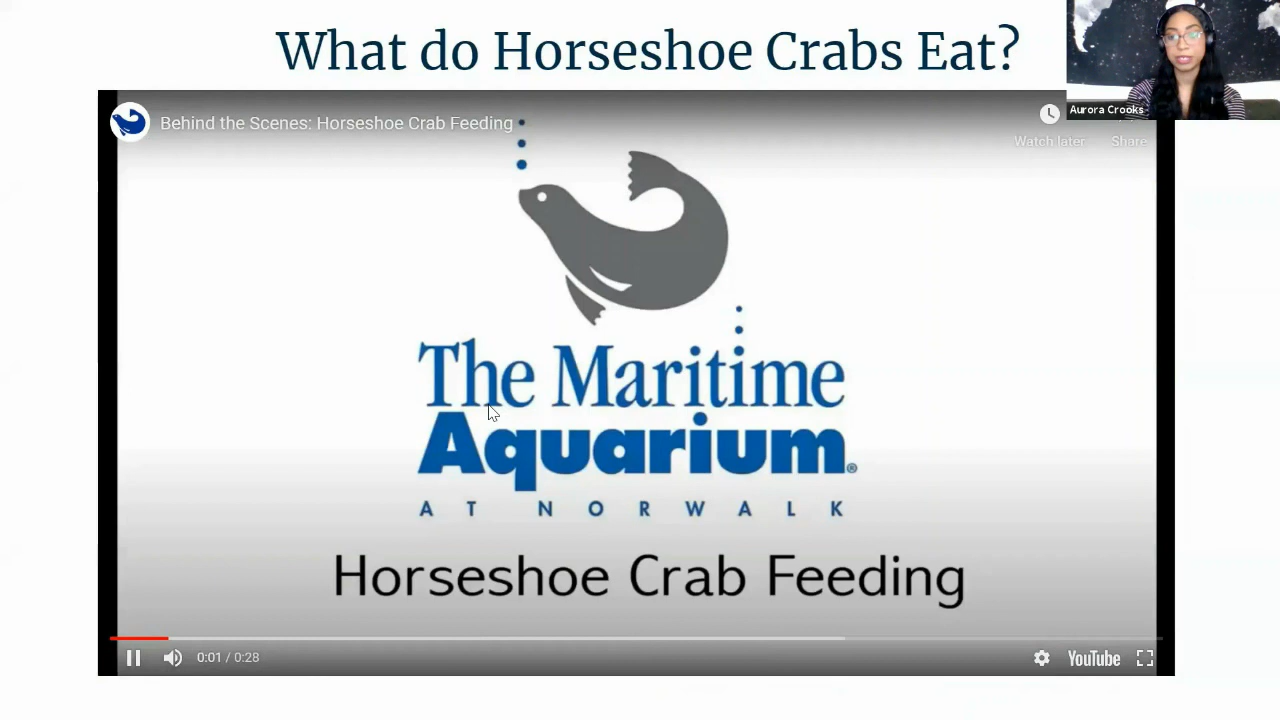 What do Horseshoe Crabs Eat?
Aurora Crooks
Behind the Scenes: Horseshoe Crab Feeding
Watch later
Share
The Maritime
Aquarium®
AT NORWALK
Horseshoe Crab Feeding
0:01 / 0:28
YouTube